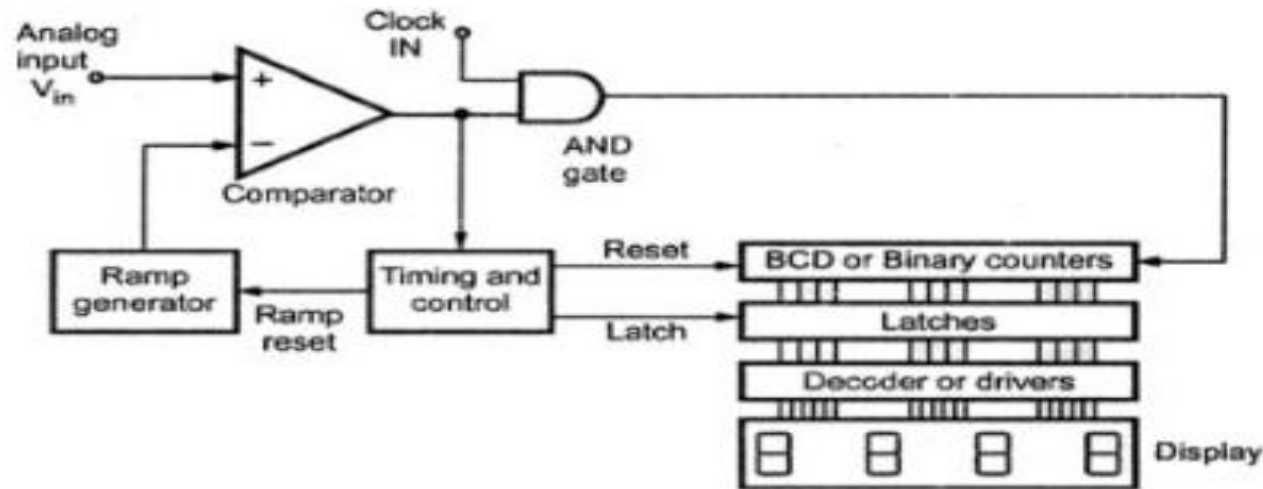 Analog
input
V_in
Clock
IN
+
−
Comparator
AND
gate
Ramp
generator
Ramp
reset
Timing and
control
Reset
Latch
BCD or Binary counters
Latches
Decoder or drivers
Display